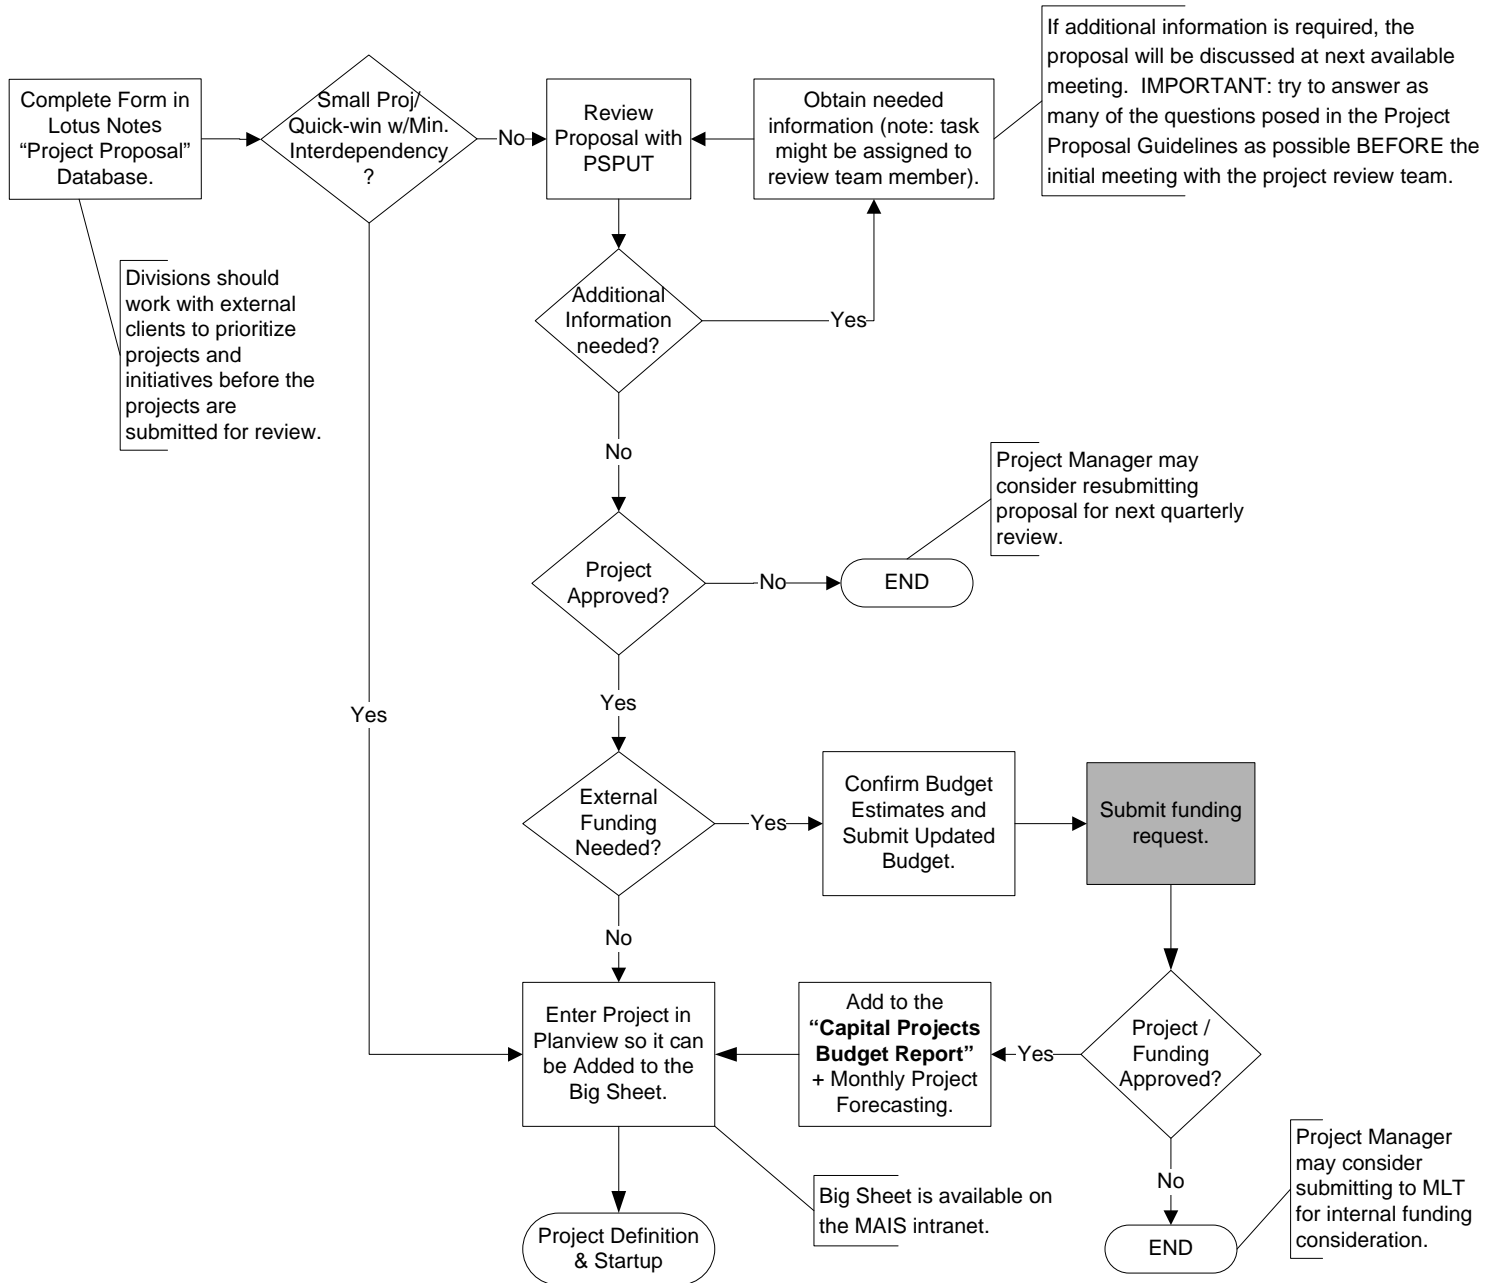 Complete Form in
Lotus Notes
“Project Proposal”
Database.
Small Proj/
Quick-win w/Min.
Interdependency
?
No
Review
Proposal with
PSPUT
Obtain needed
information (note: task
might be assigned to
review team member).
If additional information is required, the
proposal will be discussed at next available
meeting.  IMPORTANT: try to answer as
many of the questions posed in the Project
Proposal Guidelines as possible BEFORE the
initial meeting with the project review team.
Divisions should
work with external
clients to prioritize
projects and
initiatives before the
projects are
submitted for review.
Additional
Information
needed?
Yes
No
Project Manager may
consider resubmitting
proposal for next quarterly
review.
Project
Approved?
No
END
Yes
Yes
External
Funding
Needed?
Yes
Confirm Budget
Estimates and
Submit Updated
Budget.
Submit funding
request.
No
Enter Project in
Planview so it can
be Added to the
Big Sheet.
Add to the
“Capital Projects
Budget Report”
+ Monthly Project
Forecasting.
Yes
Project /
Funding
Approved?
No
Project Manager
may consider
submitting to MLT
for internal funding
consideration.
Big Sheet is available on
the MAIS intranet.
Project Definition
& Startup
END